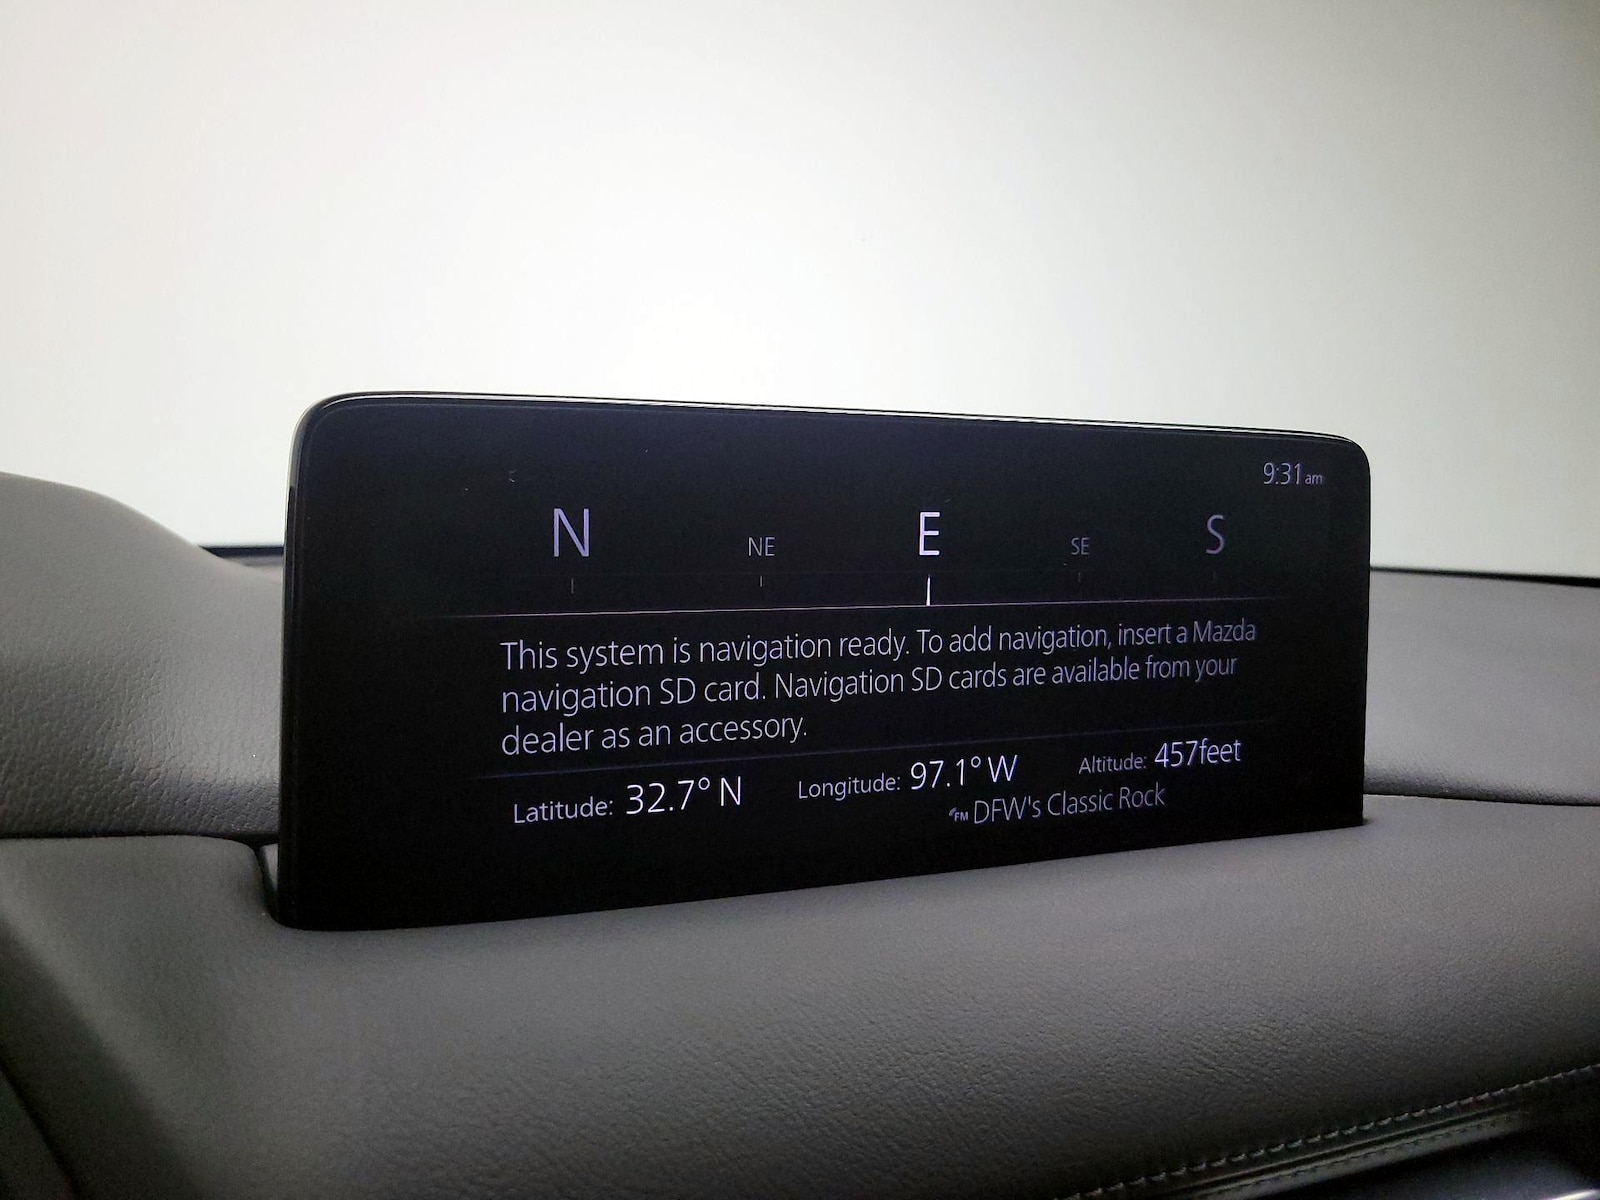 9:31 am
N NE E SE S
This system is navigation ready. To add navigation, insert a Mazda
navigation SD card. Navigation SD cards are available from your
dealer as an accessory.
Latitude: 32.7° N Longitude: 97.1° W Altitude: 457feet
FM DFW's Classic Rock